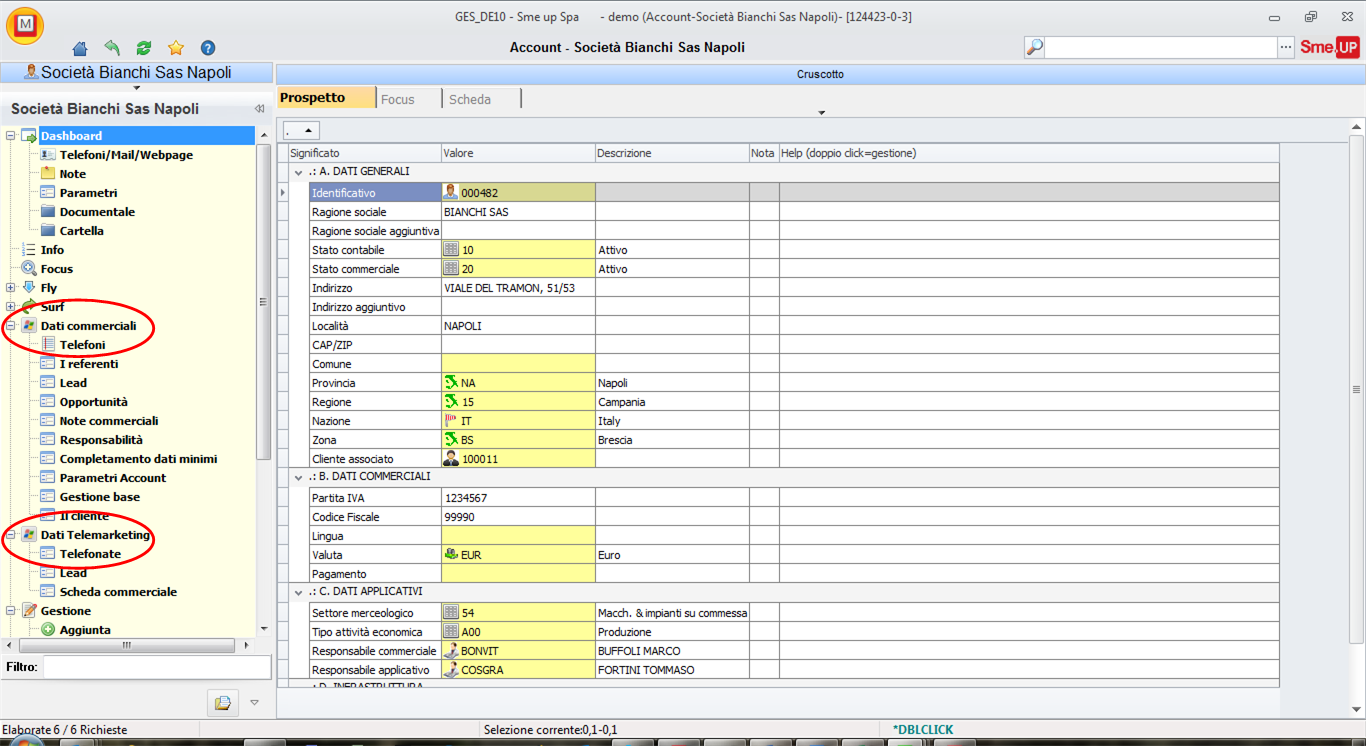 GES_DE10 - Sme up Spa - demo (Account-Società Bianchi Sas Napoli)- [124423-0-3]
M
Account - Società Bianchi Sas Napoli
... Sme.UP
Società Bianchi Sas Napoli
Cruscotto
Società Bianchi Sas Napoli
Dashboard
Telefoni/Mail/Webpage
Note
Parametri
Documentale
Cartella
Info
Focus
Fly
Surf
Dati commerciali
Telefoni
I referenti
Lead
Opportunità
Note commerciali
Responsabilità
Completamento dati minimi
Parametri Account
Gestione base
Il cliente
Dati Telemarketing
Telefonate
Lead
Scheda commerciale
Gestione
Aggiunta
Filtro:
Prospetto Focus Scheda
.
Significato Valore Descrizione Nota Help (doppio click=gestione)
.: A. DATI GENERALI
Identificativo 000482
Ragione sociale BIANCHI SAS
Ragione sociale aggiuntiva
Stato contabile 10 Attivo
Stato commerciale 20 Attivo
Indirizzo VIALE DEL TRAMON, 51/53
Indirizzo aggiuntivo
Località NAPOLI
CAP/ZIP
Comune
Provincia NA Napoli
Regione 15 Campania
Nazione IT Italy
Zona BS Brescia
Cliente associato 100011
.: B. DATI COMMERCIALI
Partita IVA 1234567
Codice Fiscale 99990
Lingua
Valuta EUR Euro
Pagamento
.: C. DATI APPLICATIVI
Settore merceologico 54 Macch. & impianti su commessa
Tipo attività economica A00 Produzione
Responsabile commerciale BONVIT BUFFOLI MARCO
Responsabile applicativo COSGRA FORTINI TOMMASO
.: D. INFRASTRUTTURA
Elaborate 6 / 6 Richieste Selezione corrente:0,1-0,1 *DBLCLICK